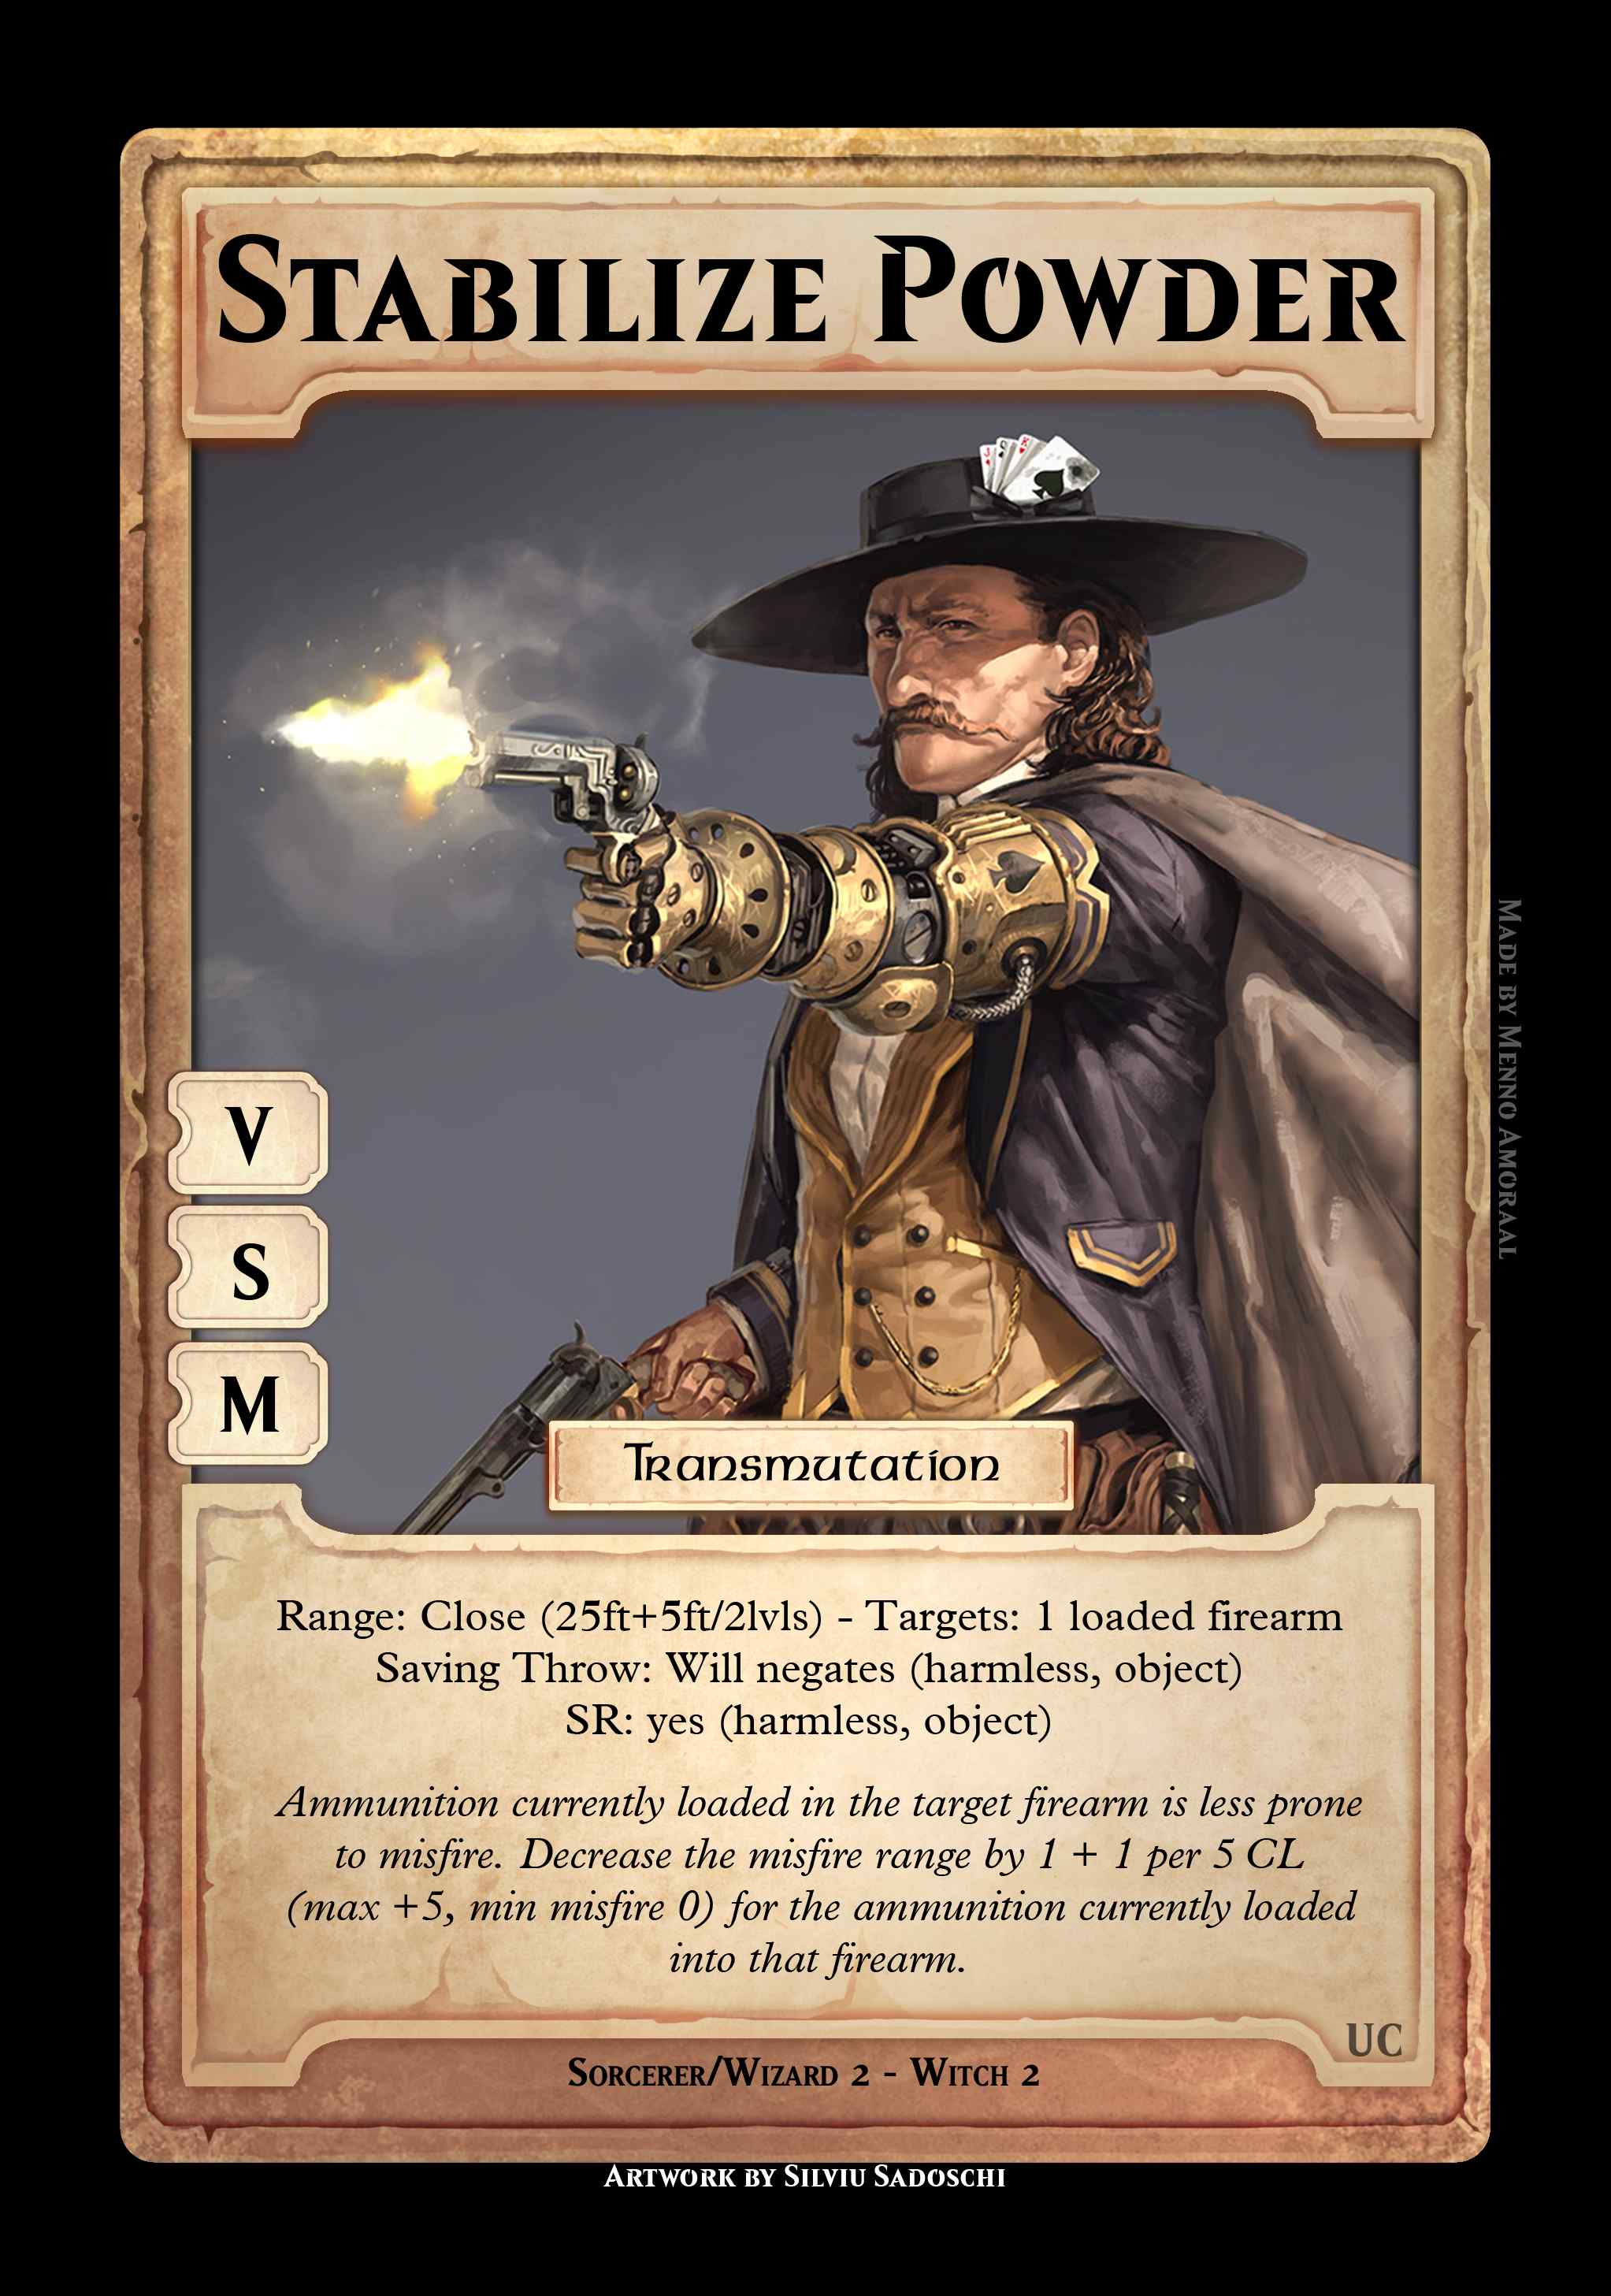 Stabilize Powder
V
S
M
Transmutation
Range: Close (25ft+5ft/2lvls) - Targets: 1 loaded firearm
Saving Throw: Will negates (harmless, object)
SR: yes (harmless, object)
Ammunition currently loaded in the target firearm is less prone
to misfire. Decrease the misfire range by 1 + 1 per 5 CL
(max +5, min misfire 0) for the ammunition currently loaded
into that firearm.
UC
Sorcerer/Wizard 2 - Witch 2
Artwork by Silviu Sadoschi
Made by Menno Amoraal